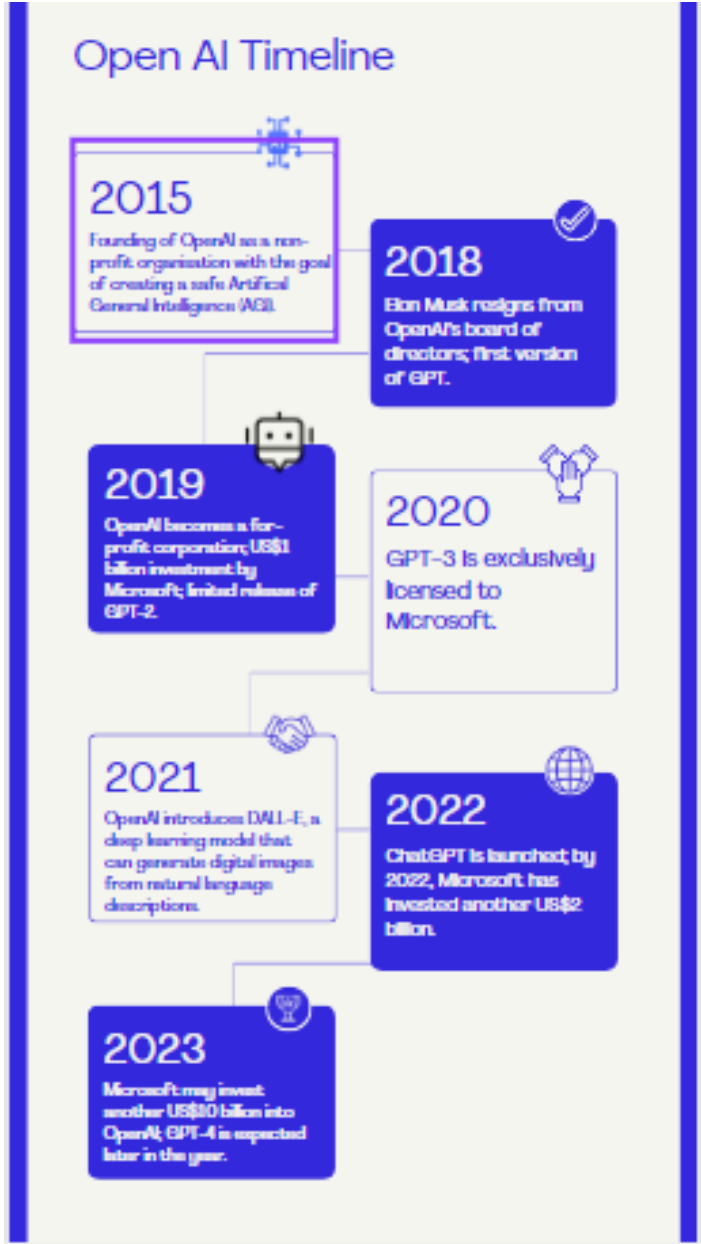 Open AI Timeline
2015
Founding of OpenAI as a non-
profit organisation with the goal
of creating a safe Artifical
General Intelligence (AGI).
2018
Elon Musk resigns from
OpenAI's board of
directors; first version
of GPT.
2019
OpenAI becomes a for-
profit corporation; US$1
billion investment by
Microsoft; limited release of
GPT-2.
2020
GPT-3 is exclusively
licensed to
Microsoft.
2021
OpenAI introduces DALL-E, a
deep learning model that
can generate digital images
from natural language
descriptions.
2022
ChatGPT is launched; by
2022, Microsoft has
invested another US$2
billion.
2023
Microsoft may invest
another US$10 billion into
OpenAI; GPT-4 is expected
later in the year.